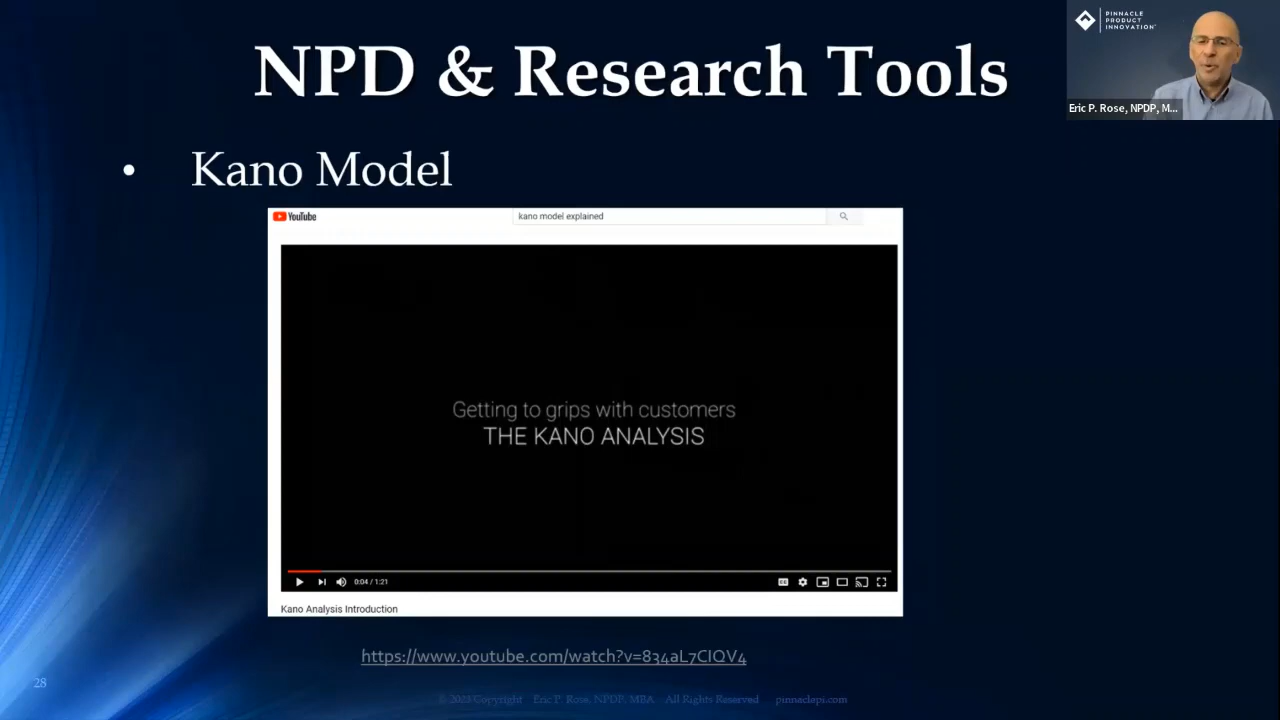 NPD & Research Tools
PINNACLE
PRODUCT
INNOVATION
Eric P. Rose, NPDP, M...
• Kano Model
YouTube
kano model explained
Getting to grips with customers
THE KANO ANALYSIS
0:04 / 1:21
Kano Analysis Introduction
https://www.youtube.com/watch?v=834aL7CIQV4
28
© 2023 Copyright Eric P. Rose, NPDP, MBA All Rights Reserved pinnaclepi.com